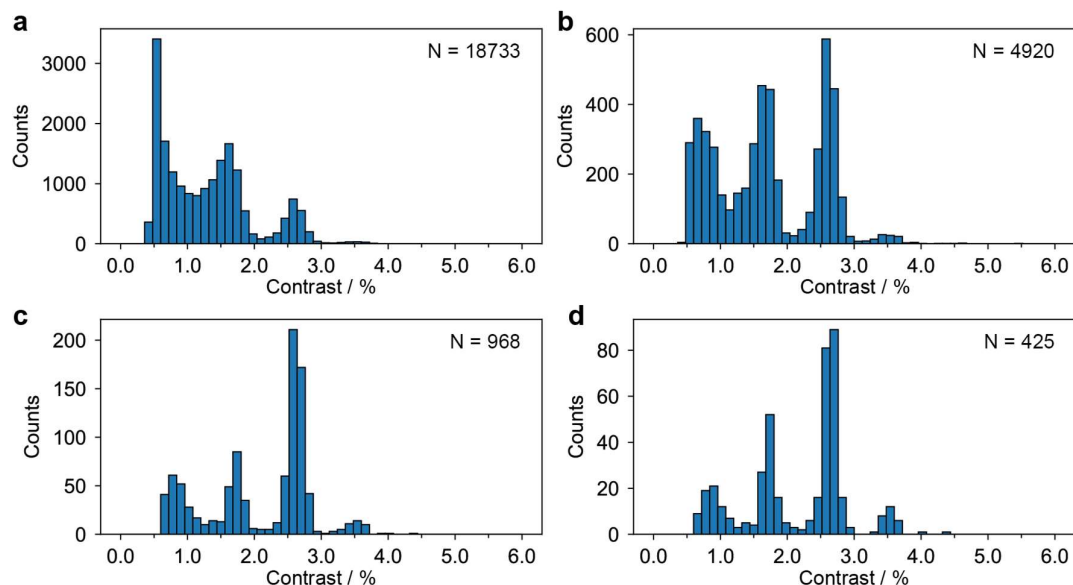 a
N = 18733
3000
2000
1000
0
Counts
0.0 1.0 2.0 3.0 4.0 5.0 6.0
Contrast / %
b
N = 4920
600
400
200
0
Counts
0.0 1.0 2.0 3.0 4.0 5.0 6.0
Contrast / %
c
N = 968
200
150
100
50
0
Counts
0.0 1.0 2.0 3.0 4.0 5.0 6.0
Contrast / %
d
N = 425
80
60
40
20
0
Counts
0.0 1.0 2.0 3.0 4.0 5.0 6.0
Contrast / %